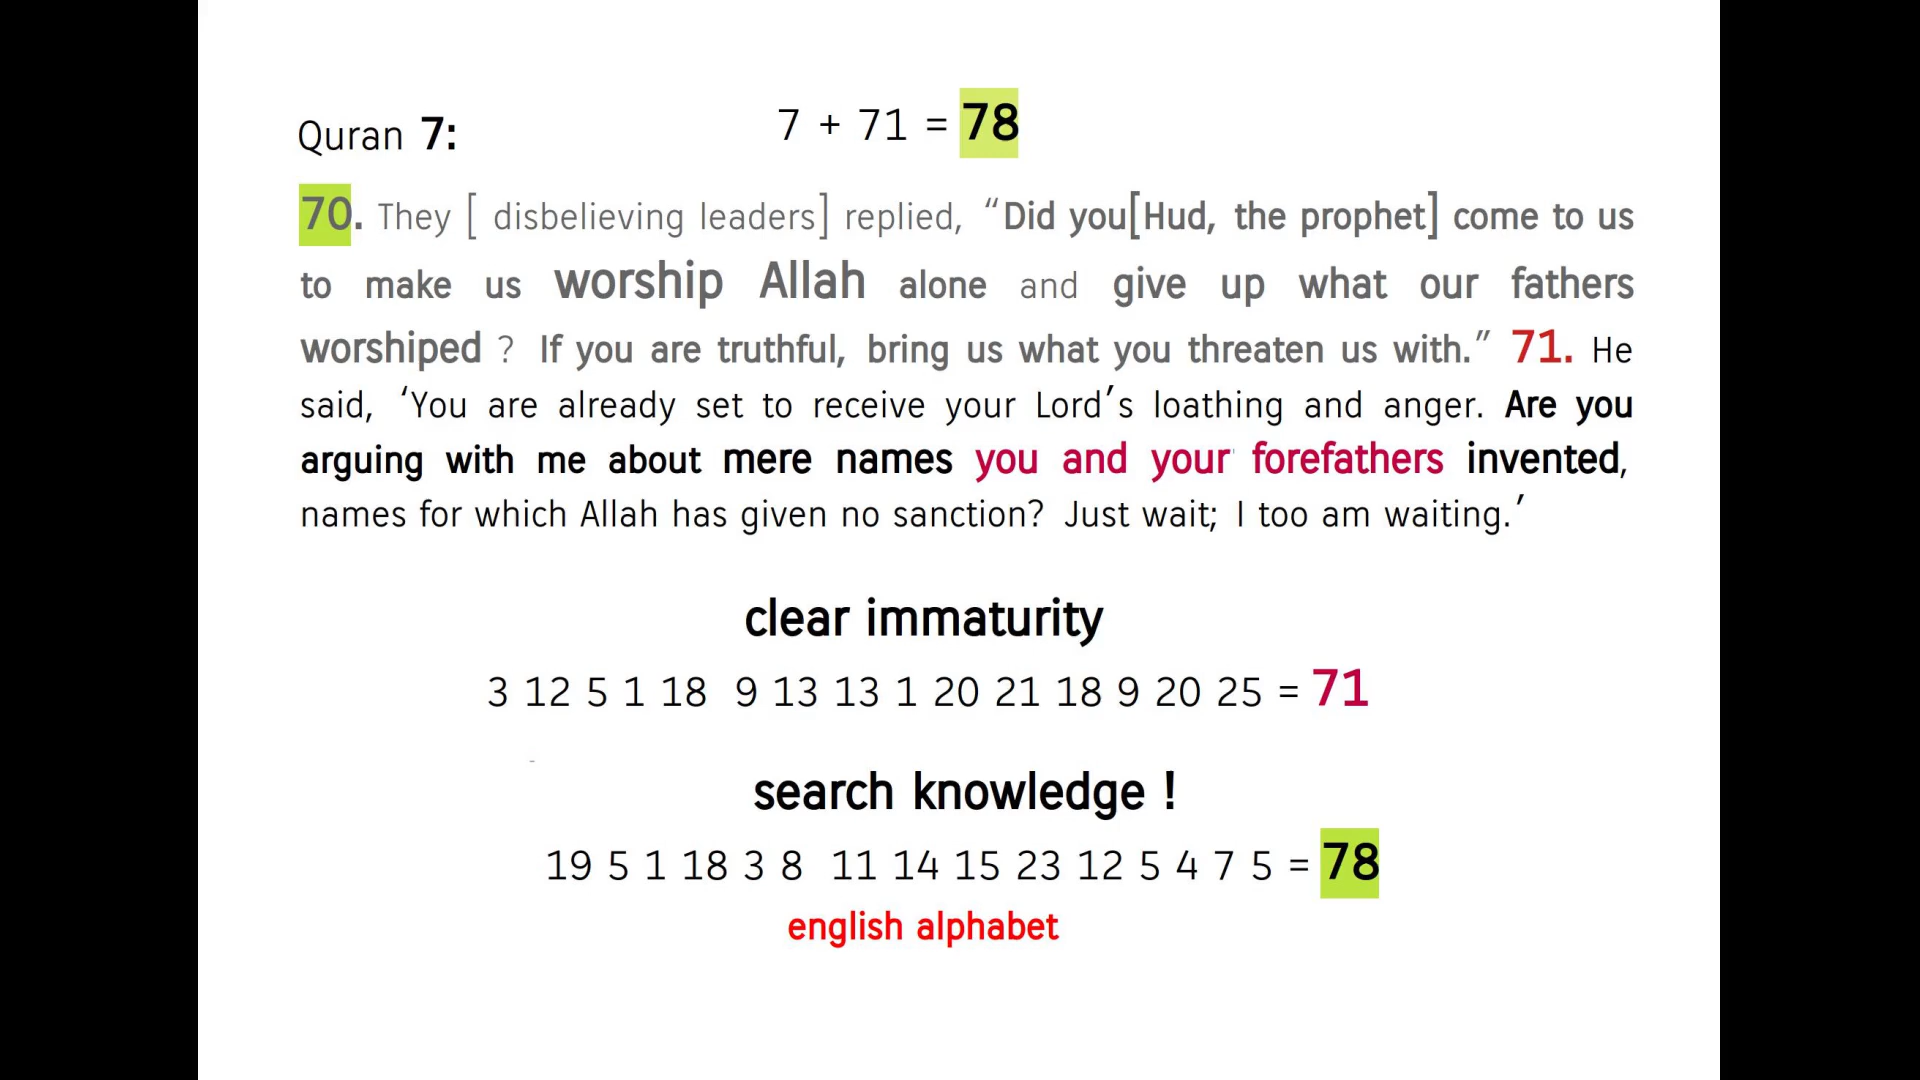 Quran 7:
7 + 71 = 78
70. They [ disbelieving leaders] replied, “Did you[Hud, the prophet] come to us
to make us worship Allah alone and give up what our fathers
worshiped ? If you are truthful, bring us what you threaten us with.” 71. He
said, ‘You are already set to receive your Lord’s loathing and anger. Are you
arguing with me about mere names you and your forefathers invented,
names for which Allah has given no sanction? Just wait; I too am waiting.’
clear immaturity
3 12 5 1 18 9 13 13 1 20 21 18 9 20 25 = 71
search knowledge !
19 5 1 18 3 8 11 14 15 23 12 5 4 7 5 = 78
english alphabet